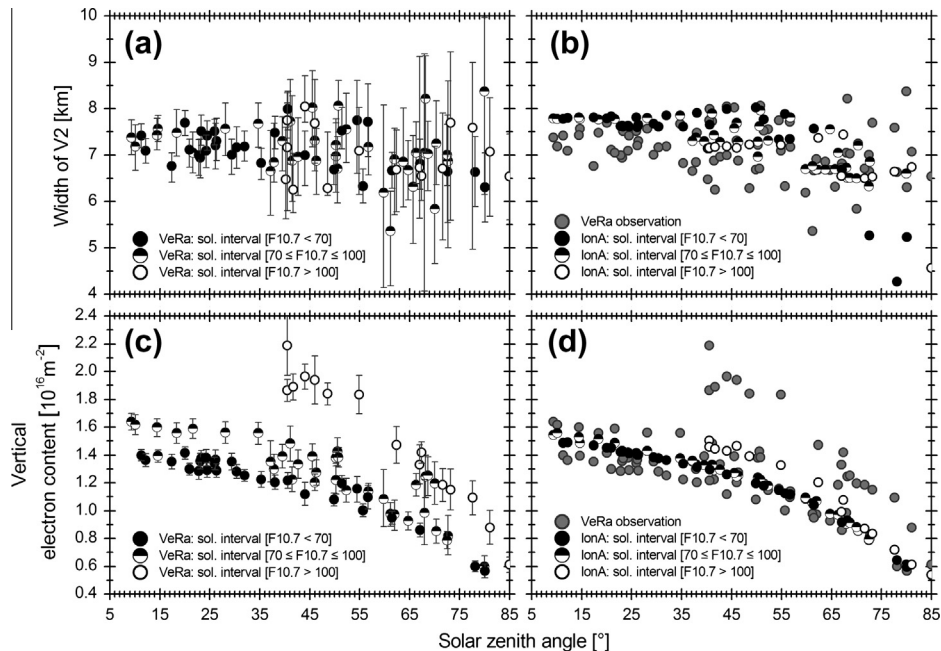 (a)
(b)
10
9
8
7
6
5
4
Width of V2 [km]
VeRa: sol. interval [F10.7 < 70]
VeRa: sol. interval [70 ≤ F10.7 ≤ 100]
VeRa: sol. interval [F10.7 > 100]
VeRa observation
IonA: sol. interval [F10.7 < 70]
IonA: sol. interval [70 ≤ F10.7 ≤ 100]
IonA: sol. interval [F10.7 > 100]
(c)
(d)
2.4
2.2
2.0
1.8
1.6
1.4
1.2
1.0
0.8
0.6
0.4
Vertical
electron content [10¹⁶m⁻²]
VeRa: sol. interval [F10.7 < 70]
VeRa: sol. interval [70 ≤ F10.7 ≤ 100]
VeRa: sol. interval [F10.7 > 100]
VeRa observation
IonA: sol. interval [F10.7 < 70]
IonA: sol. interval [70 ≤ F10.7 ≤ 100]
IonA: sol. interval [F10.7 > 100]
5 15 25 35 45 55 65 75 85
5 15 25 35 45 55 65 75 85
Solar zenith angle [°]